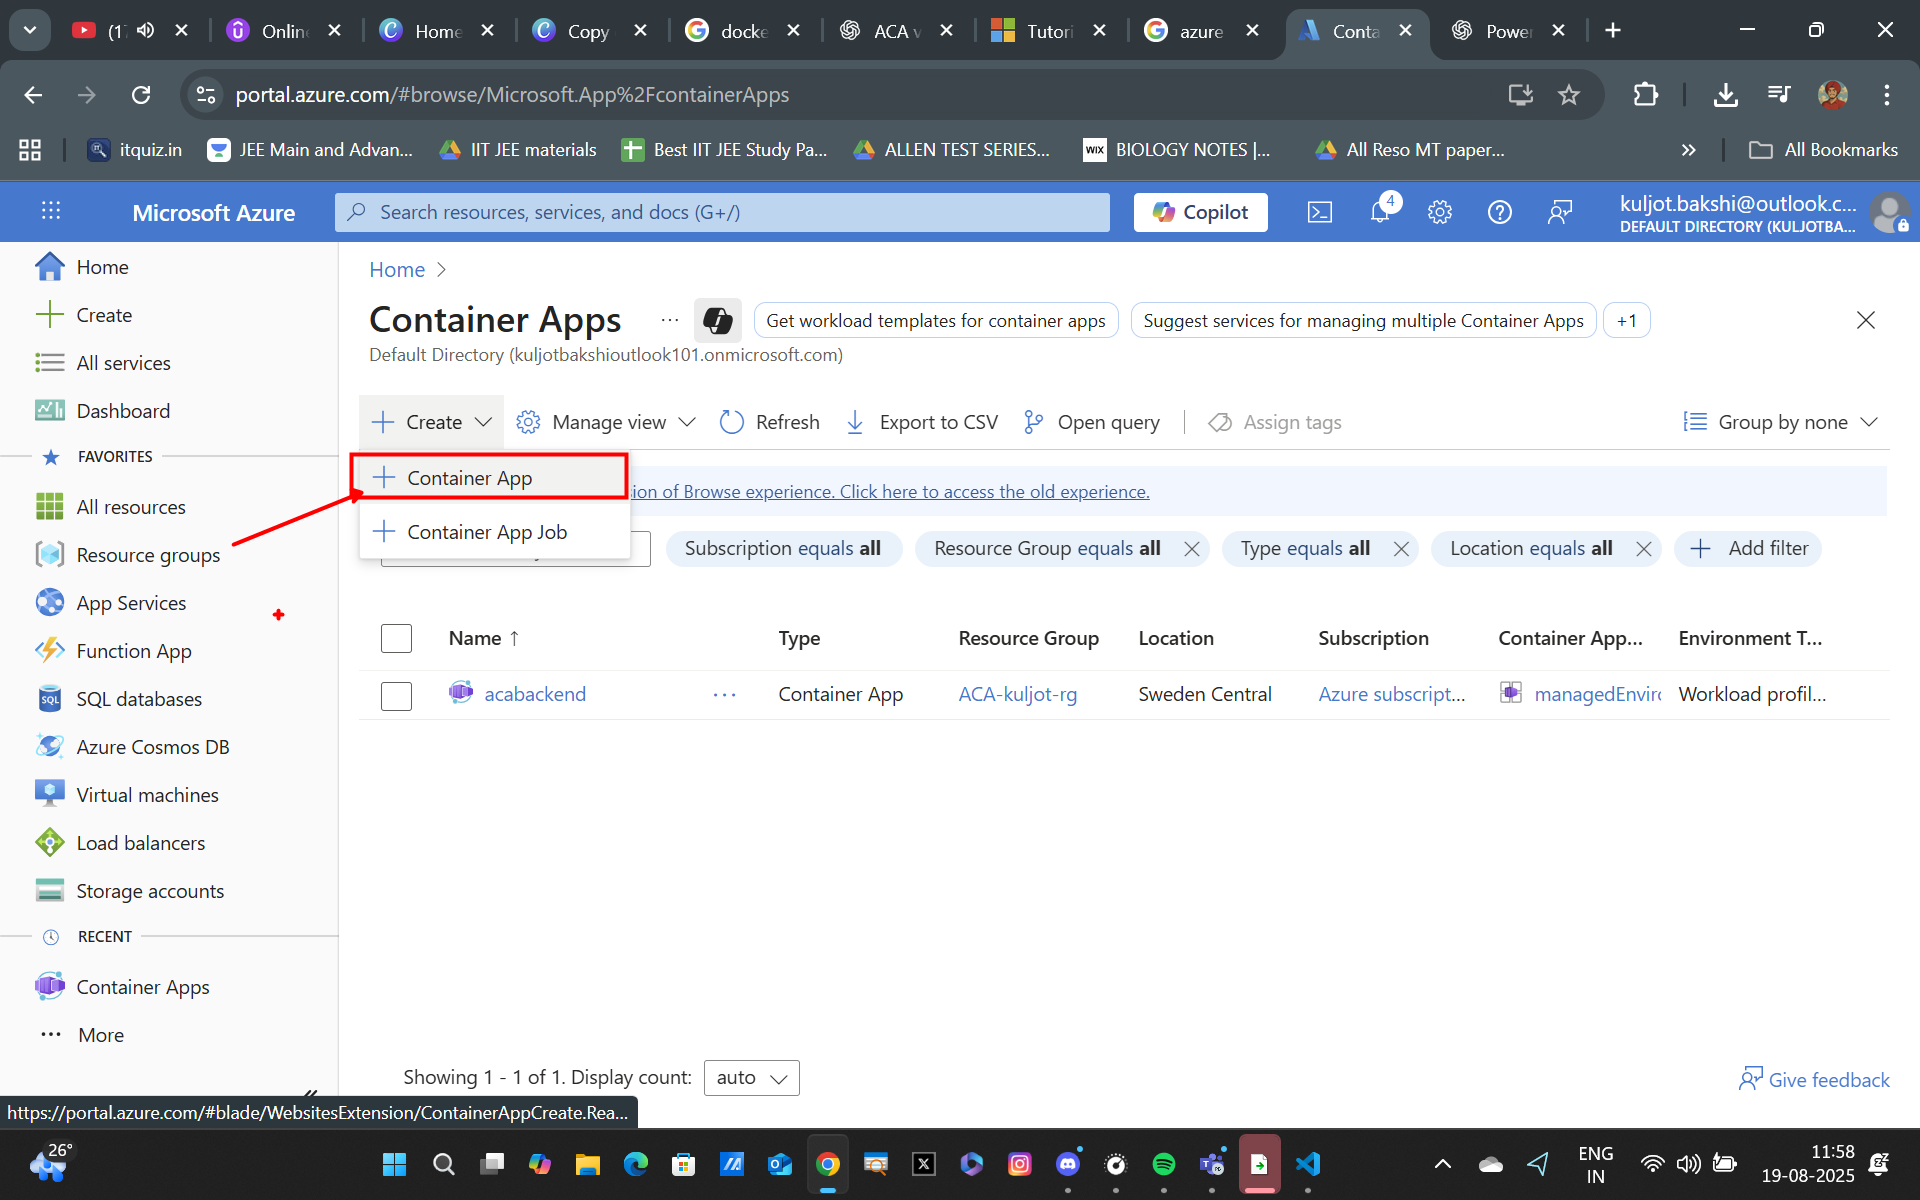 (1
Onlin
Home
Copy
docke
ACA v
Tutori
azure
Conta
Power
portal.azure.com/#browse/Microsoft.App%2FcontainerApps
itquiz.in
JEE Main and Advan...
IIT JEE materials
Best IIT JEE Study Pa...
ALLEN TEST SERIES...
WIX BIOLOGY NOTES |...
All Reso MT paper...
All Bookmarks
Microsoft Azure
Search resources, services, and docs (G+/)
Copilot
4
kuljot.bakshi@outlook.c...
DEFAULT DIRECTORY (KULJOTBA...
Home
Create
All services
Dashboard
FAVORITES
All resources
Resource groups
App Services
Function App
SQL
SQL databases
Azure Cosmos DB
Virtual machines
Load balancers
Storage accounts
RECENT
Container Apps
More
Home
Container Apps
Get workload templates for container apps
Suggest services for managing multiple Container Apps
+1
Default Directory (kuljotbakshioutlook101.onmicrosoft.com)
Create
Manage view
Refresh
Export to CSV
Open query
Assign tags
Group by none
Container App
Container App Job
ion of Browse experience. Click here to access the old experience.
Subscription equals all
Resource Group equals all
Type equals all
Location equals all
Add filter
Name ↑
Type
Resource Group
Location
Subscription
Container App...
Environment T...
acabackend
Container App
ACA-kuljot-rg
Sweden Central
Azure subscript...
managedEnviro
Workload profil...
Showing 1 - 1 of 1. Display count:
auto
Give feedback
https://portal.azure.com/#blade/WebsitesExtension/ContainerAppCreate.Rea...
26°
ENG
IN
11:58
19-08-2025